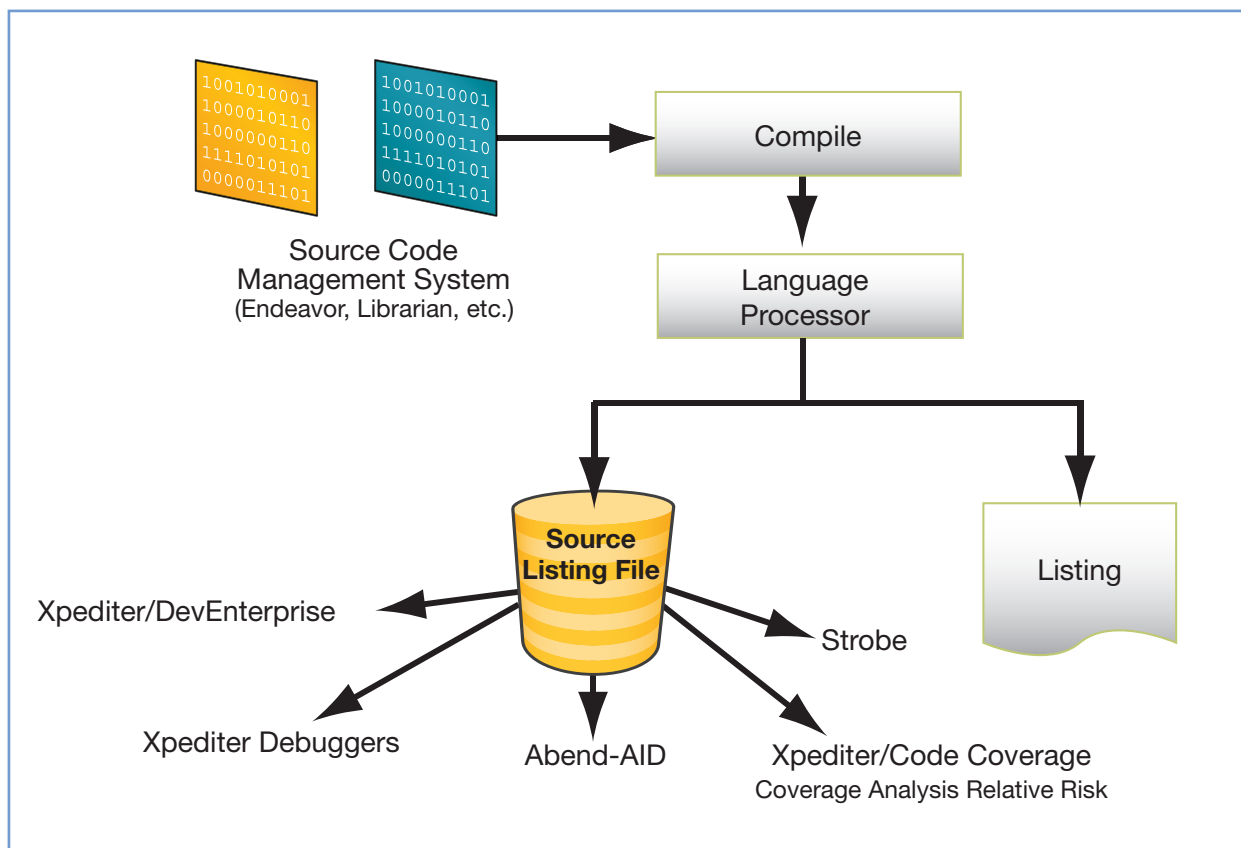 1001010001
1000010110
1000000110
1111010101
0000011101
1001010001
1000010110
1000000110
1111010101
0000011101
Compile
Source Code
Management System
(Endeavor, Librarian, etc.)
Language
Processor
Source
Listing File
Listing
Xpediter/DevEnterprise
Strobe
Xpediter Debuggers
Abend-AID
Xpediter/Code Coverage
Coverage Analysis Relative Risk